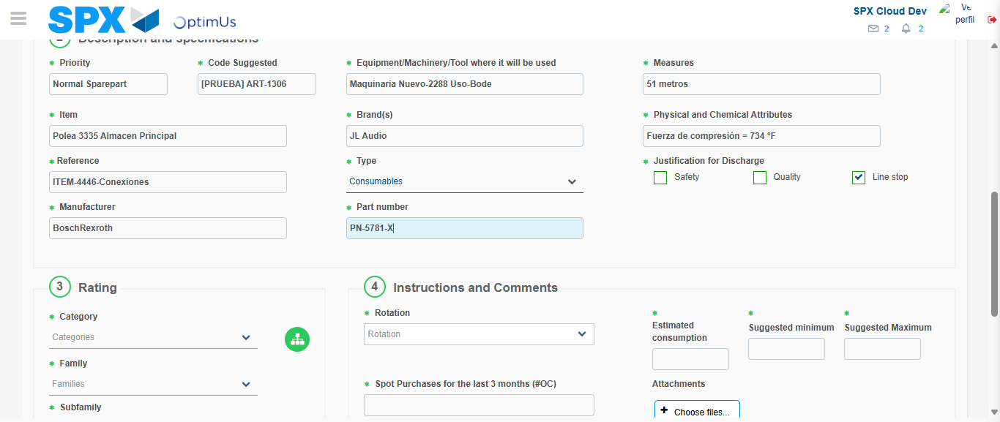 SPX
OptimUs
SPX Cloud Dev
2
2
Ve
perfil
2 Description and specifications
Priority
Code Suggested
Equipment/Machinery/Tool where it will be used
Measures
Normal Sparepart
[PRUEBA] ART-1306
Maquinaria Nuevo-2288 Uso-Bode
51 metros
Item
Brand(s)
Physical and Chemical Attributes
Polea 3335 Almacen Principal
JL Audio
Fuerza de compresión = 734 °F
Reference
Type
Justification for Discharge
ITEM-4446-Conexiones
Consumables
Safety
Quality
Line stop
Manufacturer
Part number
BoschRexroth
PN-5781-X
3 Rating
Category
Categories
Family
Families
Subfamily
4 Instructions and Comments
Rotation
Rotation
Estimated
consumption
Suggested minimum
Suggested Maximum
Spot Purchases for the last 3 months (#OC)
Attachments
+ Choose files...